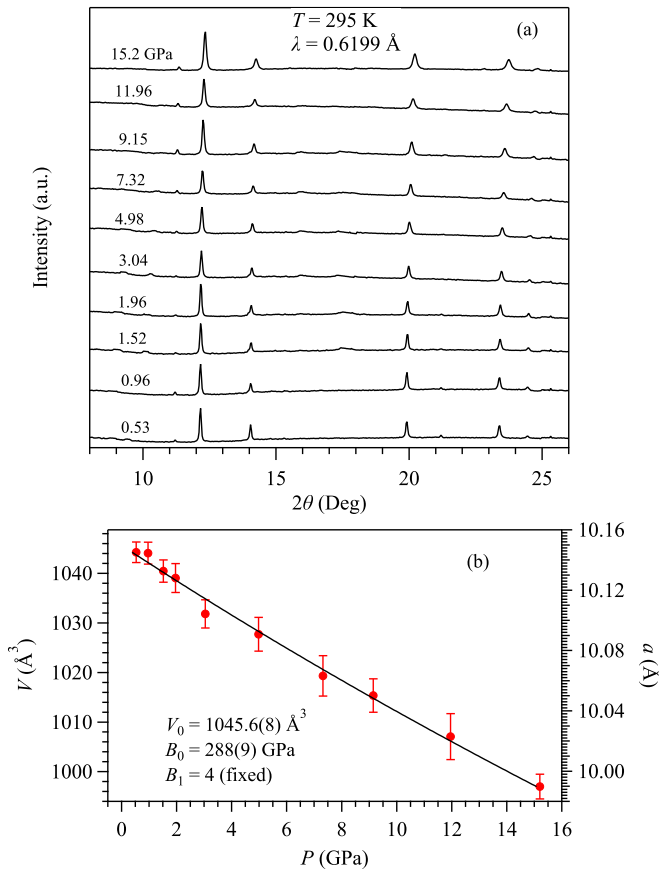 T = 295 K
(a)
λ = 0.6199 Å
15.2 GPa
11.96
9.15
7.32
4.98
3.04
1.96
1.52
0.96
0.53
Intensity (a.u.)
10 15 20 25
2θ (Deg)
10.16
(b)
1040
10.12
1030
1020
10.08
1010
10.04
1000
10.00
V (Å³)
a (Å)
V₀ = 1045.6(8) Å³
B₀ = 288(9) GPa
B₁ = 4 (fixed)
0 2 4 6 8 10 12 14 16
P (GPa)